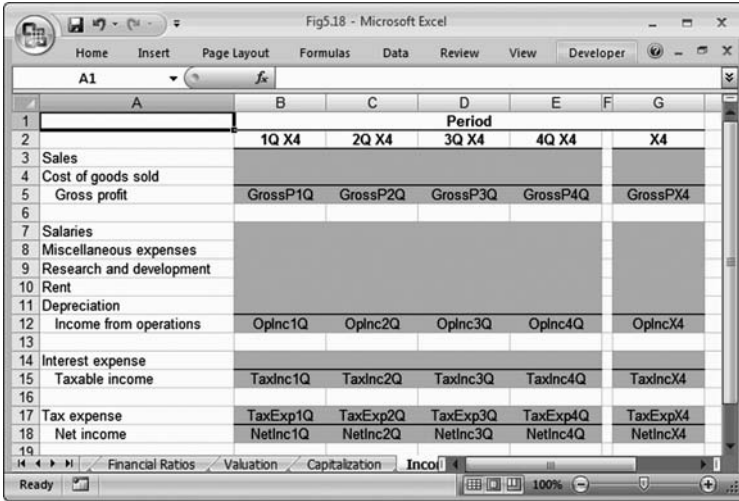 Fig5.18 - Microsoft Excel
Home Insert Page Layout Formulas Data Review View Developer
A1 fx
A B C D E F G
1 Period
2 1Q X4 2Q X4 3Q X4 4Q X4 X4
3 Sales
4 Cost of goods sold
5 Gross profit GrossP1Q GrossP2Q GrossP3Q GrossP4Q GrossPX4
6
7 Salaries
8 Miscellaneous expenses
9 Research and development
10 Rent
11 Depreciation
12 Income from operations OpInc1Q OpInc2Q OpInc3Q OpInc4Q OpIncX4
13
14 Interest expense
15 Taxable income TaxInc1Q TaxInc2Q TaxInc3Q TaxInc4Q TaxIncX4
16
17 Tax expense TaxExp1Q TaxExp2Q TaxExp3Q TaxExp4Q TaxExpX4
18 Net income NetInc1Q NetInc2Q NetInc3Q NetInc4Q NetIncX4
19
Financial Ratios Valuation Capitalization
Ready 100%